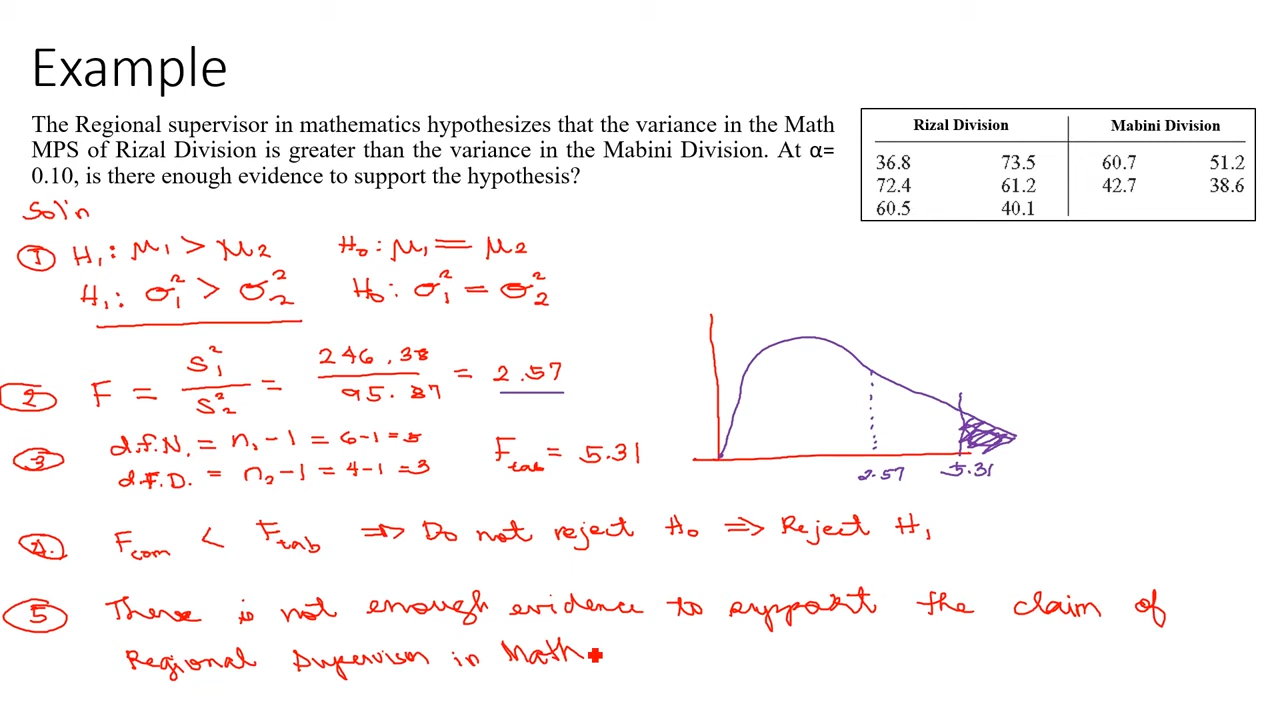 Example
The Regional supervisor in mathematics hypothesizes that the variance in the Math
MPS of Rizal Division is greater than the variance in the Mabini Division. At α=
0.10, is there enough evidence to support the hypothesis?
Rizal Division Mabini Division
36.8 73.5 60.7 51.2
72.4 61.2 42.7 38.6
60.5 40.1
Sol'n
① H₁: μ₁ > μ₂ H₀: μ₁ = μ₂
H₁: σ₁² > σ₂² H₀: σ₁² = σ₂²
② F = S₁²/S₂² = 246.38/95.87 = 2.57
③ d.f.N. = n₁-1 = 6-1=5 F tab = 5.31
d.F.D. = n₂-1 = 4-1=3
2.57 5.31
4. Fcom < Ftab ⇒ Do not reject H₀ ⇒ Reject H₁
⑤ There is not enough evidence to support the claim of
Regional Supervisor in Math